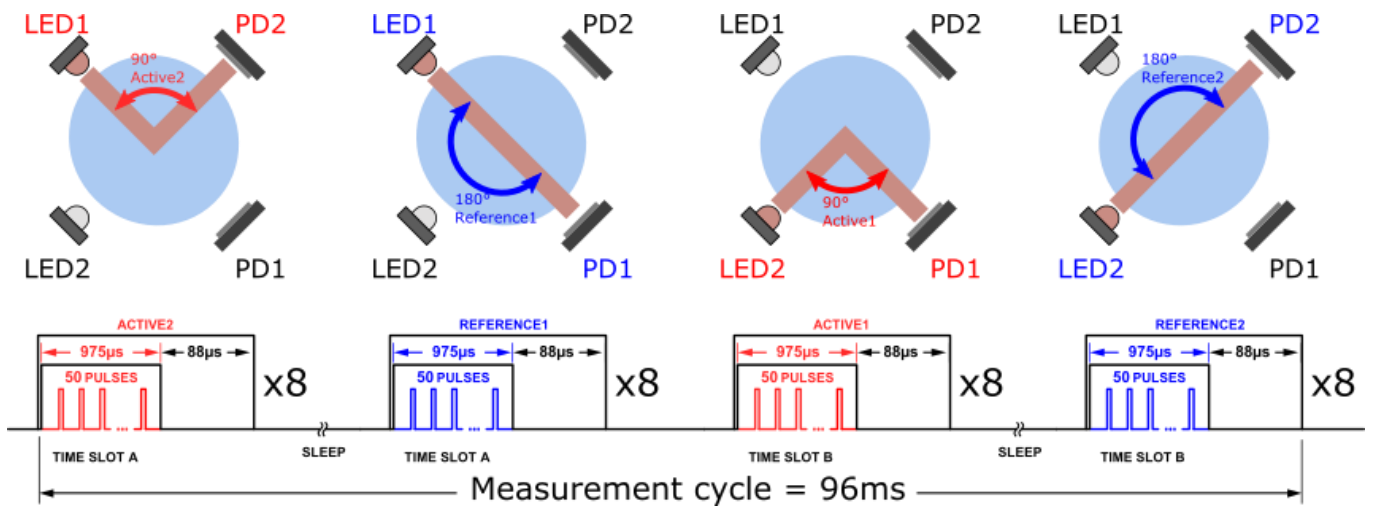 LED1 PD2 LED1 PD2 LED1 PD2 LED1 PD2
90°
Active2
180°
Reference1
90°
Active1
180°
Reference2
LED2 PD1 LED2 PD1 LED2 PD1 LED2 PD1
ACTIVE2 REFERENCE1 ACTIVE1 REFERENCE2
975µs 88µs 975µs 88µs 975µs 88µs 975µs 88µs
50 PULSES x8 50 PULSES x8 50 PULSES x8 50 PULSES x8
... ... ... ...
TIME SLOT A SLEEP TIME SLOT A TIME SLOT B SLEEP TIME SLOT B
Measurement cycle = 96ms